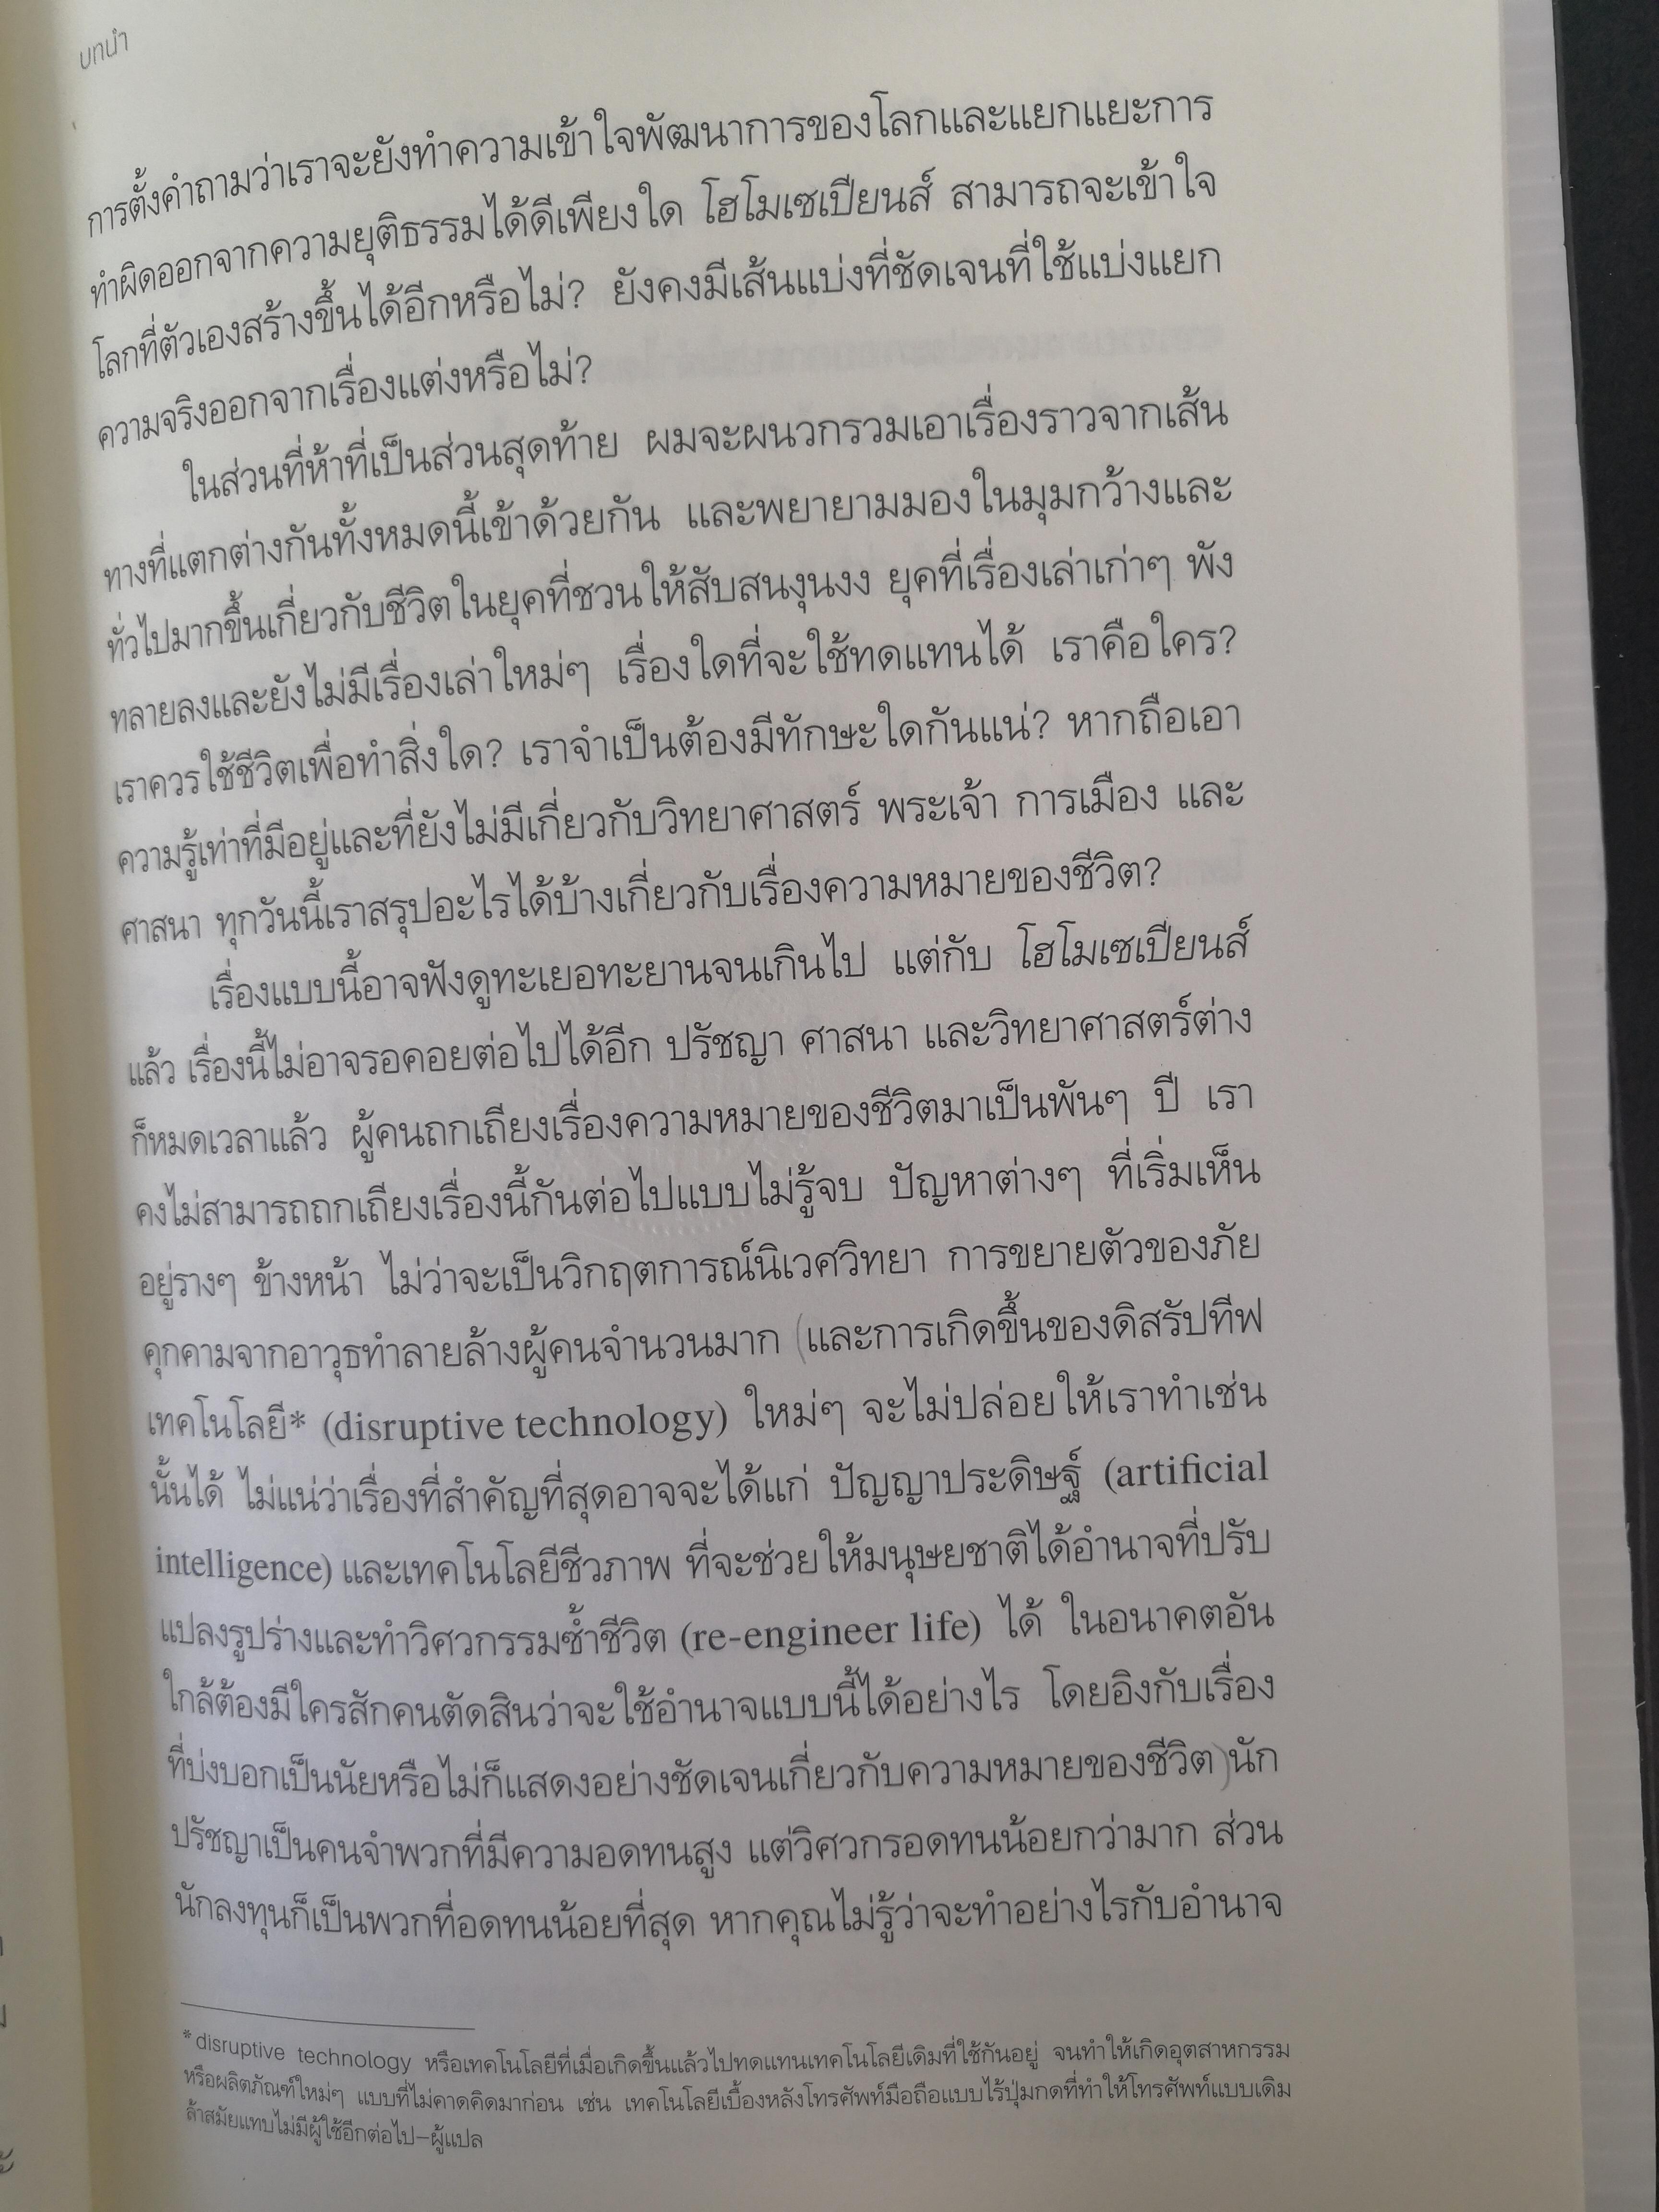 บทนำ
การตั้งคำถามว่าเราจะยังทำความเข้าใจพัฒนาการของโลกและแยกแยะการ
ทำผิดออกจากความยุติธรรมได้ดีเพียงใด โฮโมเซเปียนส์ สามารถจะเข้าใจ
โลกที่ตัวเองสร้างขึ้นได้อีกหรือไม่? ยังคงมีเส้นแบ่งที่ชัดเจนที่ใช้แบ่งแยก
ความจริงออกจากเรื่องแต่งหรือไม่?
ในส่วนที่ห้าที่เป็นส่วนสุดท้าย ผมจะผนวกรวมเอาเรื่องราวจากเส้น
ทางที่แตกต่างกันทั้งหมดนี้เข้าด้วยกัน และพยายามมองในมุมกว้างและ
ทั่วไปมากขึ้นเกี่ยวกับชีวิตในยุคที่ชวนให้สับสนงุนงง ยุคที่เรื่องเล่าเก่าๆ พัง
ทลายลงและยังไม่มีเรื่องเล่าใหม่ๆ เรื่องใดที่จะใช้ทดแทนได้ เราคือใคร?
เราควรใช้ชีวิตเพื่อทำสิ่งใด? เราจำเป็นต้องมีทักษะใดกันแน่? หากถือเอา
ความรู้เท่าที่มีอยู่และที่ยังไม่มีเกี่ยวกับวิทยาศาสตร์ พระเจ้า การเมือง และ
ศาสนา ทุกวันนี้เราสรุปอะไรได้บ้างเกี่ยวกับเรื่องความหมายของชีวิต?
เรื่องแบบนี้อาจฟังดูทะเยอทะยานจนเกินไป แต่กับ โฮโมเซเปียนส์
แล้ว เรื่องนี้ไม่อาจรอคอยต่อไปได้อีก ปรัชญา ศาสนา และวิทยาศาสตร์ต่าง
ก็หมดเวลาแล้ว ผู้คนถกเถียงเรื่องความหมายของชีวิตมาเป็นพันๆ ปี เรา
คงไม่สามารถถกเถียงเรื่องนี้กันต่อไปแบบไม่รู้จบ ปัญหาต่างๆ ที่เริ่มเห็น
อยู่รางๆ ข้างหน้า ไม่ว่าจะเป็นวิกฤตการณ์นิเวศวิทยา การขยายตัวของภัย
คุกคามจากอาวุธทำลายล้างผู้คนจำนวนมาก (และการเกิดขึ้นของดิสรัปทีฟ
เทคโนโลยี* (disruptive technology) ใหม่ๆ จะไม่ปล่อยให้เราทำเช่น
นั้นได้ ไม่แน่ว่าเรื่องที่สำคัญที่สุดอาจจะได้แก่ ปัญญาประดิษฐ์ (artificial
intelligence) และเทคโนโลยีชีวภาพ ที่จะช่วยให้มนุษยชาติได้อำนาจที่ปรับ
แปลงรูปร่างและทำวิศวกรรมซ้ำชีวิต (re-engineer life) ได้ ในอนาคตอัน
ใกล้ต้องมีใครสักคนตัดสินว่าจะใช้อำนาจแบบนี้ได้อย่างไร โดยอิงกับเรื่อง
ที่บ่งบอกเป็นนัยหรือไม่ก็แสดงอย่างชัดเจนเกี่ยวกับความหมายของชีวิต)นัก
ปรัชญาเป็นคนจำพวกที่มีความอดทนสูง แต่วิศวกรอดทนน้อยกว่ามาก ส่วน
นักลงทุนก็เป็นพวกที่อดทนน้อยที่สุด หากคุณไม่รู้ว่าจะทำอย่างไรกับอำนาจ
* disruptive technology หรือเทคโนโลยีที่เมื่อเกิดขึ้นแล้วไปทดแทนเทคโนโลยีเดิมที่ใช้กันอยู่ จนทำให้เกิดอุตสาหกรรม
หรือผลิตภัณฑ์ใหม่ๆ แบบที่ไม่คาดคิดมาก่อน เช่น เทคโนโลยีเบื้องหลังโทรศัพท์มือถือแบบไร้ปุ่มกดที่ทำให้โทรศัพท์แบบเดิม
ล้าสมัยแทบไม่มีผู้ใช้อีกต่อไป–ผู้แปล